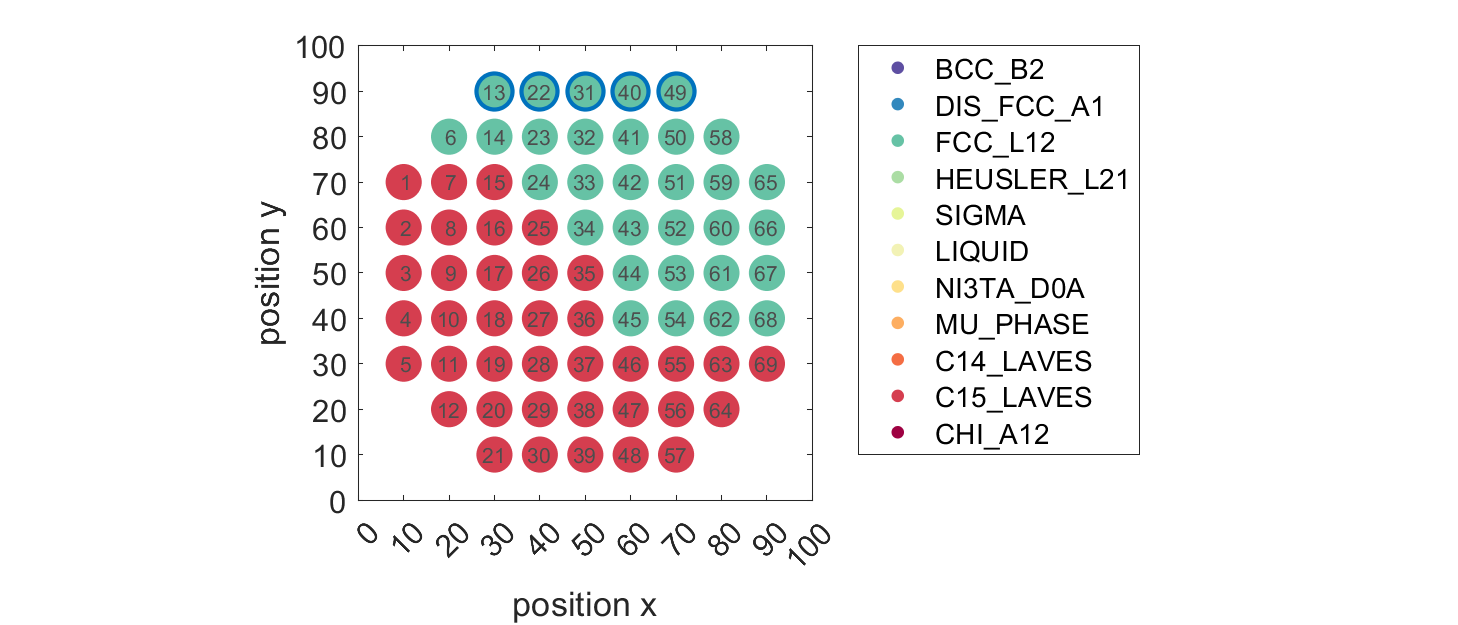 100
90 13 22 31 40 49
80 6 14 23 32 41 50 58
70 1 7 15 24 33 42 51 59 65
60 2 8 16 25 34 43 52 60 66
50 3 9 17 26 35 44 53 61 67
40 4 10 18 27 36 45 54 62 68
30 5 11 19 28 37 46 55 63 69
20 12 20 29 38 47 56 64
10 21 30 39 48 57
0
position y
0 10 20 30 40 50 60 70 80 90 100
position x
BCC_B2
DIS_FCC_A1
FCC_L12
HEUSLER_L21
SIGMA
LIQUID
NI3TA_D0A
MU_PHASE
C14_LAVES
C15_LAVES
CHI_A12